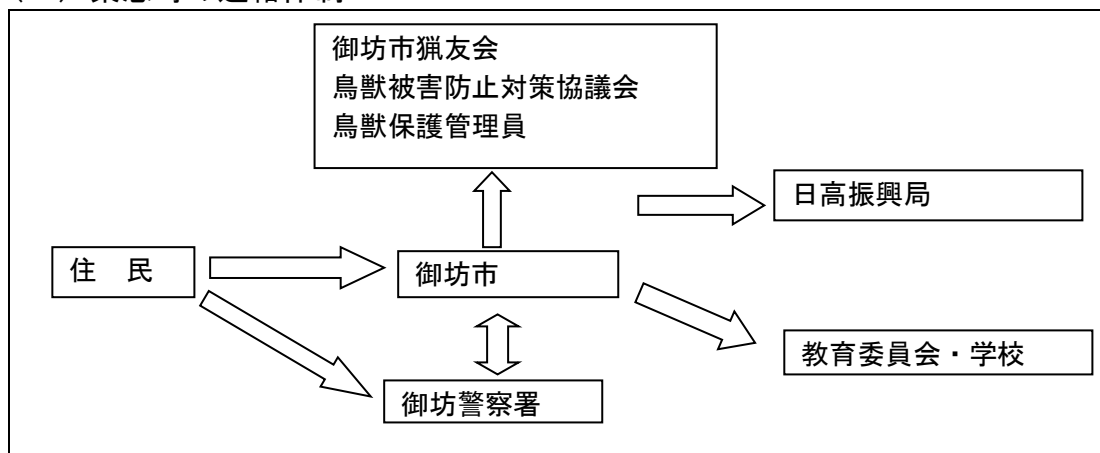 御坊市猟友会
鳥獣被害防止対策協議会
鳥獣保護管理員
日高振興局
住　民
御坊市
教育委員会・学校
御坊警察署